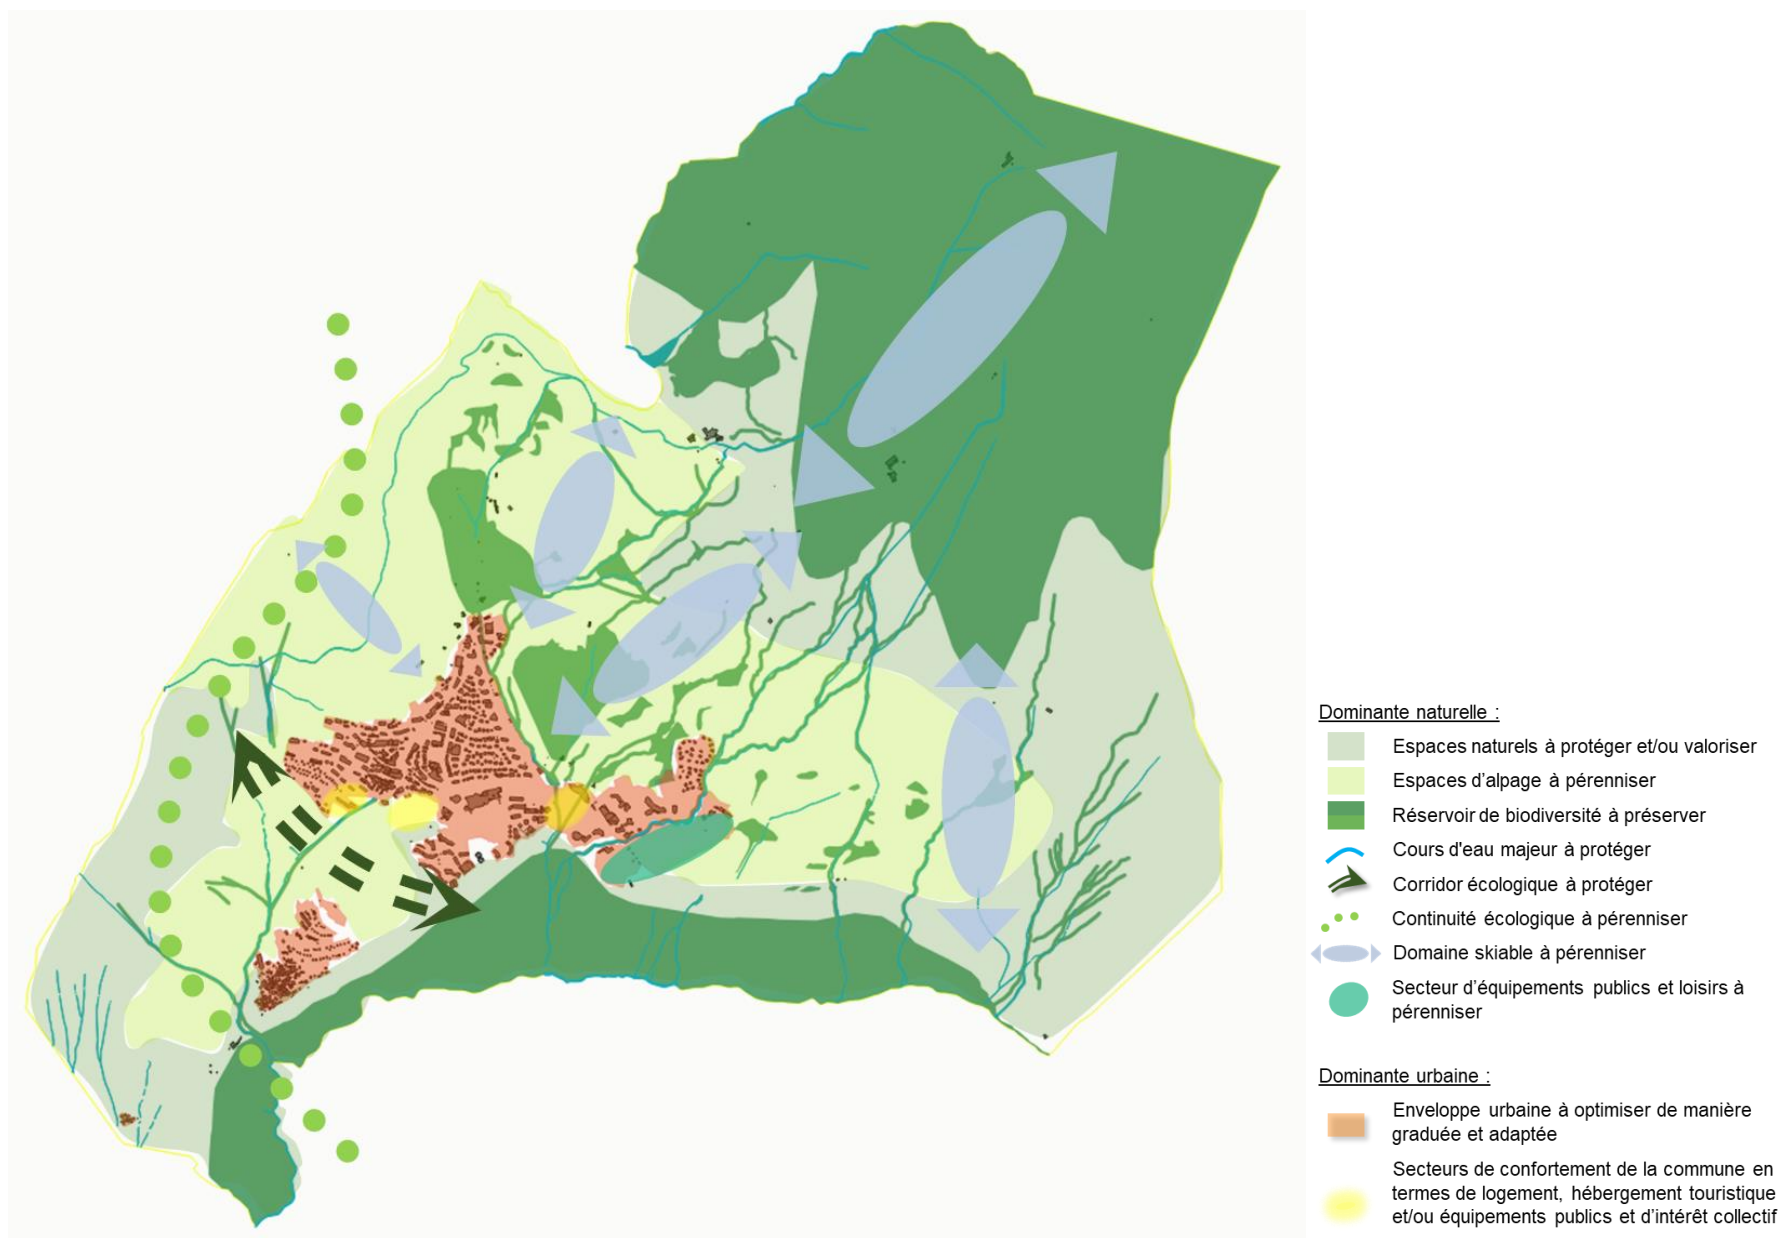 Dominante naturelle :
Espaces naturels à protéger et/ou valoriser
Espaces d'alpage à pérenniser
Réservoir de biodiversité à préserver
Cours d'eau majeur à protéger
Corridor écologique à protéger
Continuité écologique à pérenniser
Domaine skiable à pérenniser
Secteur d'équipements publics et loisirs à
pérenniser
Dominante urbaine :
Enveloppe urbaine à optimiser de manière
graduée et adaptée
Secteurs de confortement de la commune en
termes de logement, hébergement touristique
et/ou équipements publics et d'intérêt collectif